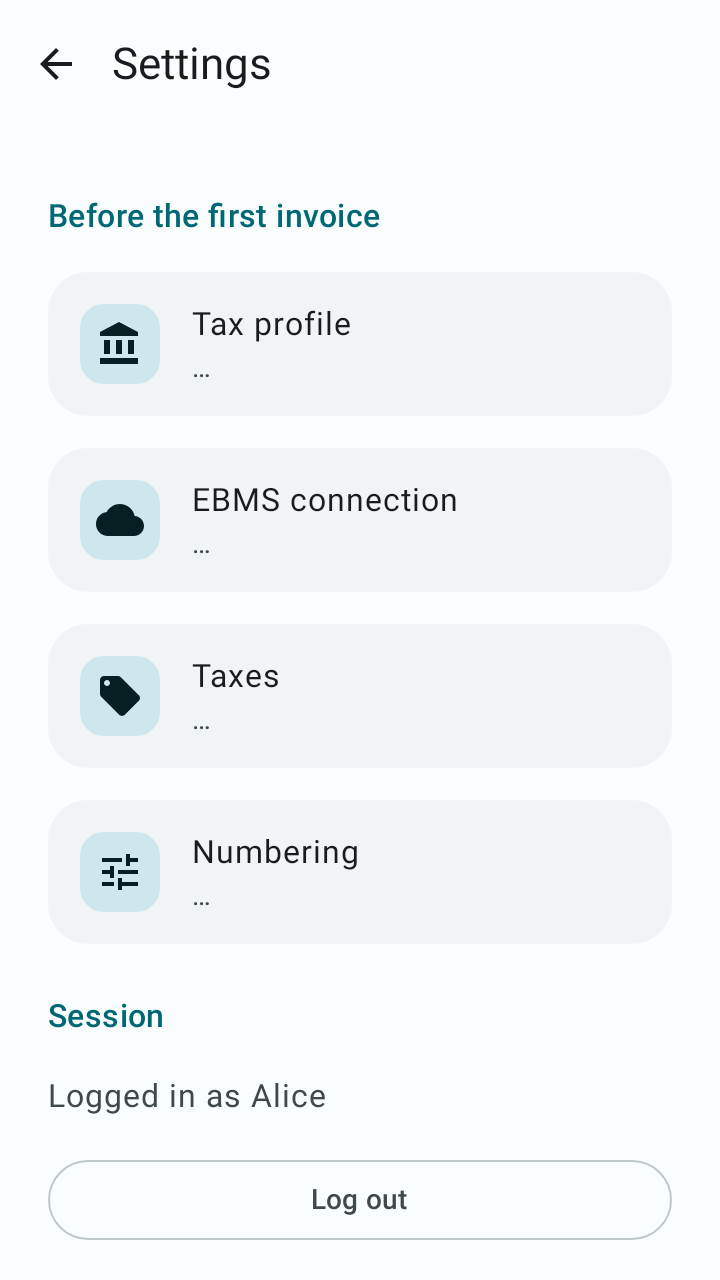 Settings
Before the first invoice
Tax profile
…
EBMS connection
…
Taxes
…
Numbering
…
Session
Logged in as Alice
Log out